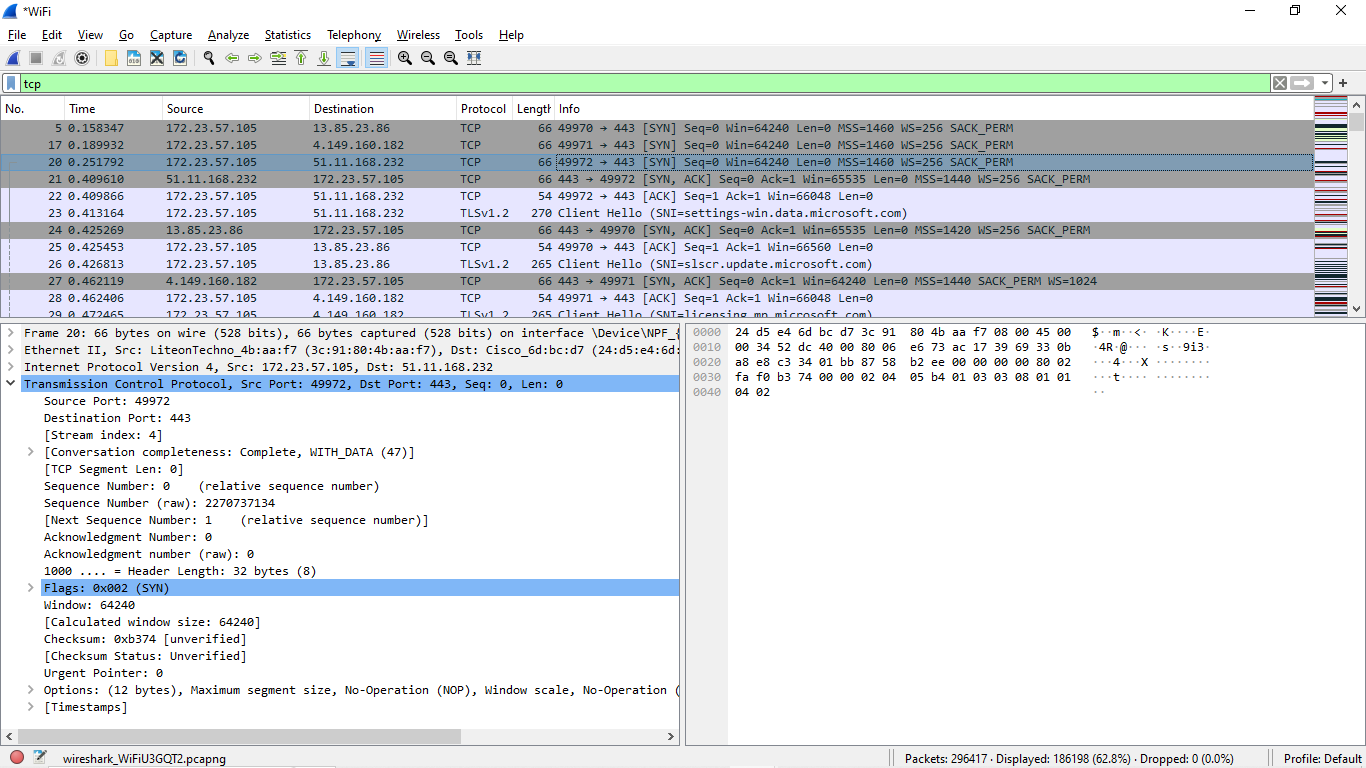 *WiFi
File Edit View Go Capture Analyze Statistics Telephony Wireless Tools Help
tcp
No. Time Source Destination Protocol Length Info
5 0.158347 172.23.57.105 13.85.23.86 TCP 66 49970 → 443 [SYN] Seq=0 Win=64240 Len=0 MSS=1460 WS=256 SACK_PERM
17 0.189932 172.23.57.105 4.149.160.182 TCP 66 49971 → 443 [SYN] Seq=0 Win=64240 Len=0 MSS=1460 WS=256 SACK_PERM
20 0.251792 172.23.57.105 51.11.168.232 TCP 66 49972 → 443 [SYN] Seq=0 Win=64240 Len=0 MSS=1460 WS=256 SACK_PERM
21 0.409610 51.11.168.232 172.23.57.105 TCP 66 443 → 49972 [SYN, ACK] Seq=0 Ack=1 Win=65535 Len=0 MSS=1440 WS=256 SACK_PERM
22 0.409866 172.23.57.105 51.11.168.232 TCP 54 49972 → 443 [ACK] Seq=1 Ack=1 Win=66048 Len=0
23 0.413164 172.23.57.105 51.11.168.232 TLSv1.2 270 Client Hello (SNI=settings-win.data.microsoft.com)
24 0.425269 13.85.23.86 172.23.57.105 TCP 66 443 → 49970 [SYN, ACK] Seq=0 Ack=1 Win=65535 Len=0 MSS=1420 WS=256 SACK_PERM
25 0.425453 172.23.57.105 13.85.23.86 TCP 54 49970 → 443 [ACK] Seq=1 Ack=1 Win=66560 Len=0
26 0.426813 172.23.57.105 13.85.23.86 TLSv1.2 265 Client Hello (SNI=slscr.update.microsoft.com)
27 0.462119 4.149.160.182 172.23.57.105 TCP 66 443 → 49971 [SYN, ACK] Seq=0 Ack=1 Win=64240 Len=0 MSS=1440 SACK_PERM WS=1024
28 0.462406 172.23.57.105 4.149.160.182 TCP 54 49971 → 443 [ACK] Seq=1 Ack=1 Win=66048 Len=0
29 0.472465 172.23.57.105 4.149.160.182 TLSv1.2 265 Client Hello (SNI=licensing.mp.microsoft.com)
Frame 20: 66 bytes on wire (528 bits), 66 bytes captured (528 bits) on interface \Device\NPF_{
Ethernet II, Src: LiteonTechno_4b:aa:f7 (3c:91:80:4b:aa:f7), Dst: Cisco_6d:bc:d7 (24:d5:e4:6d:
Internet Protocol Version 4, Src: 172.23.57.105, Dst: 51.11.168.232
Transmission Control Protocol, Src Port: 49972, Dst Port: 443, Seq: 0, Len: 0
Source Port: 49972
Destination Port: 443
[Stream index: 4]
[Conversation completeness: Complete, WITH_DATA (47)]
[TCP Segment Len: 0]
Sequence Number: 0 (relative sequence number)
Sequence Number (raw): 2270737134
[Next Sequence Number: 1 (relative sequence number)]
Acknowledgment Number: 0
Acknowledgment number (raw): 0
1000 .... = Header Length: 32 bytes (8)
Flags: 0x002 (SYN)
Window: 64240
[Calculated window size: 64240]
Checksum: 0xb374 [unverified]
[Checksum Status: Unverified]
Urgent Pointer: 0
Options: (12 bytes), Maximum segment size, No-Operation (NOP), Window scale, No-Operation (
[Timestamps]
0000 24 d5 e4 6d bc d7 3c 91 80 4b aa f7 08 00 45 00 $··m··<· ·K····E·
0010 00 34 52 dc 40 00 80 06 e6 73 ac 17 39 69 33 0b ·4R·@··· ·s··9i3·
0020 a8 e8 c3 34 01 bb 87 58 b2 ee 00 00 00 00 80 02 ···4···X ········
0030 fa f0 b3 74 00 00 02 04 05 b4 01 03 03 08 01 01 ···t···· ········
0040 04 02 ··
wireshark_WiFiU3GQT2.pcapng
Packets: 296417 · Displayed: 186198 (62.8%) · Dropped: 0 (0.0%)
Profile: Default